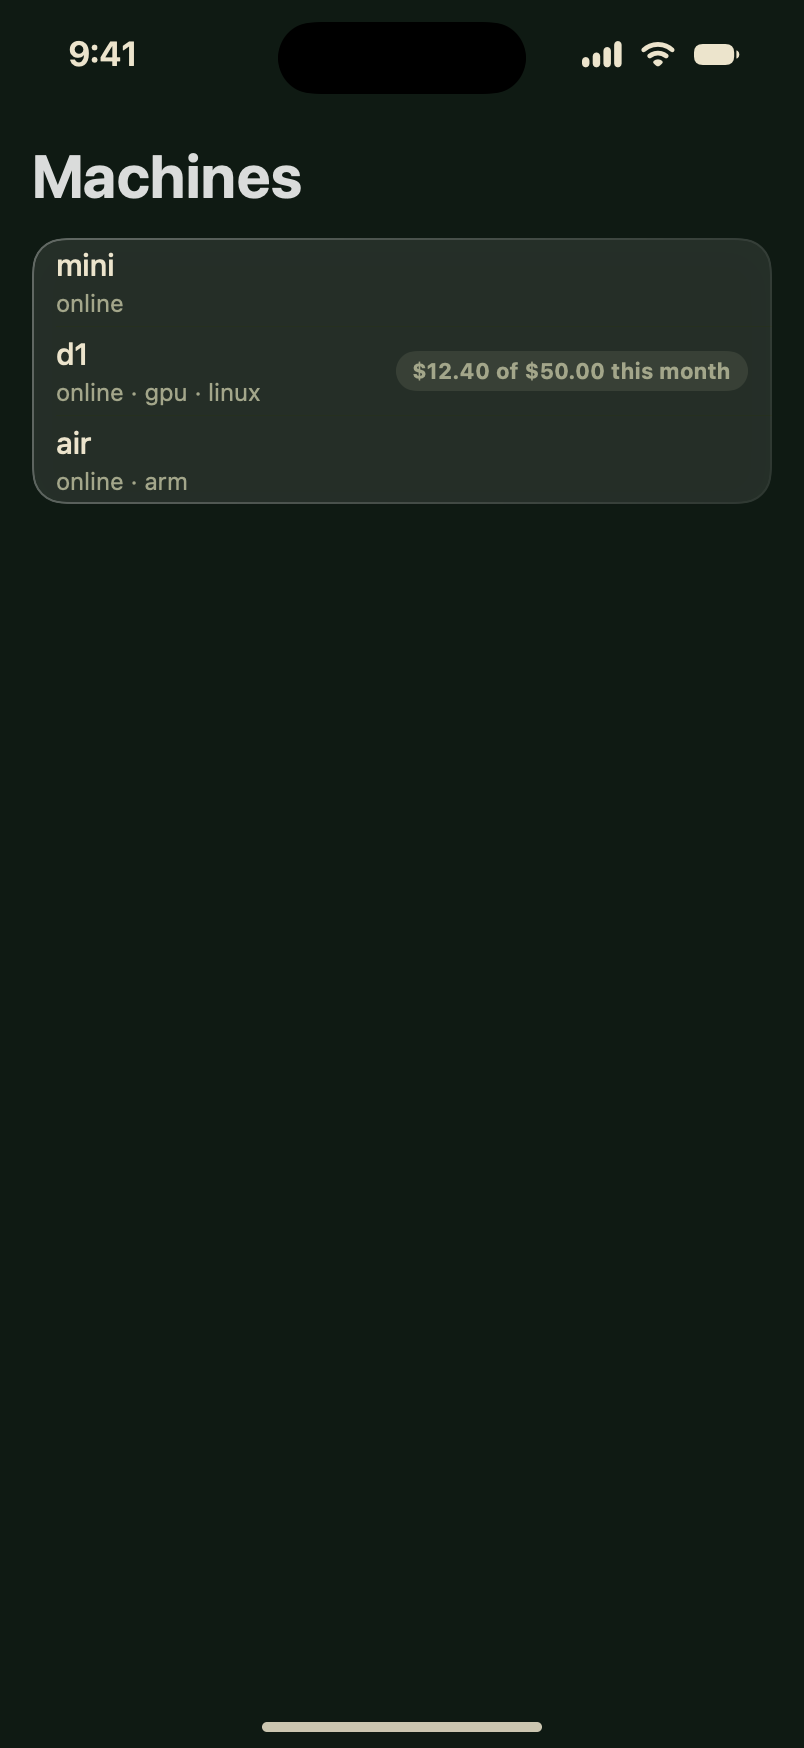 9:41
Machines
mini
online
d1
online · gpu · linux
$12.40 of $50.00 this month
air
online · arm